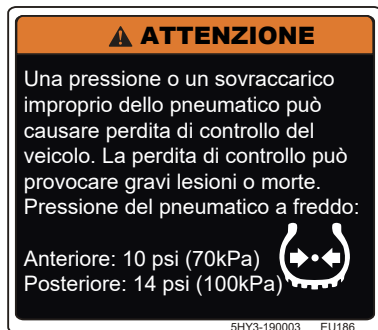 ATTENZIONE
Una pressione o un sovraccarico
improprio dello pneumatico può
causare perdita di controllo del
veicolo. La perdita di controllo può
provocare gravi lesioni o morte.
Pressione del pneumatico a freddo:
Anteriore: 10 psi (70kPa)
Posteriore: 14 psi (100kPa)
5HY3-190003 EU186